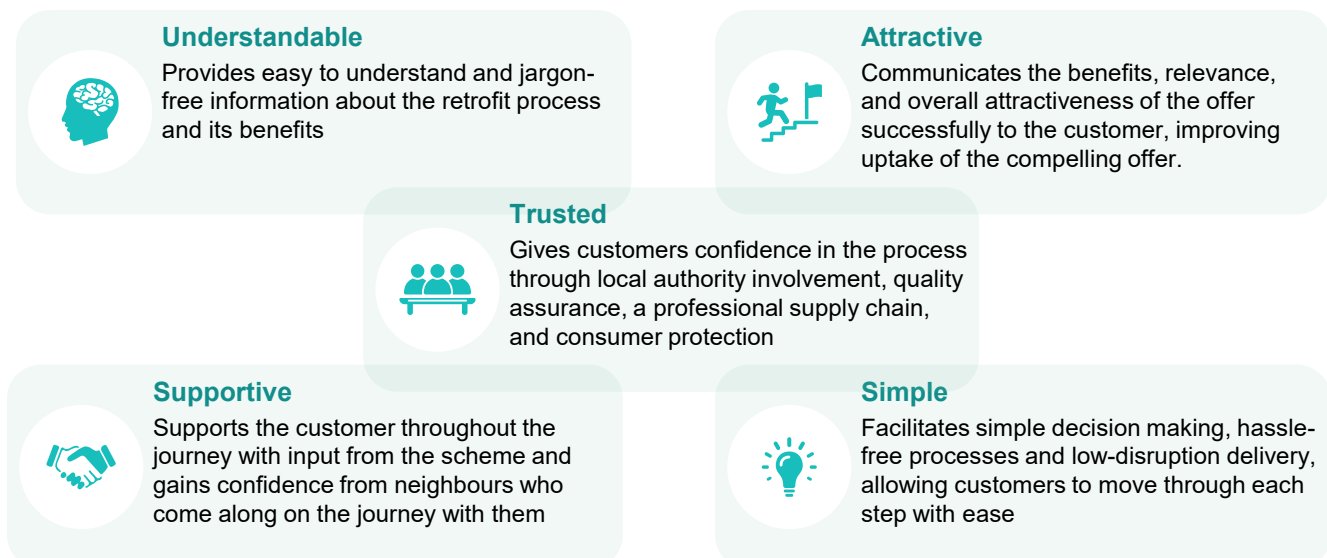 Understandable
Provides easy to understand and jargon-
free information about the retrofit process
and its benefits
Attractive
Communicates the benefits, relevance,
and overall attractiveness of the offer
successfully to the customer, improving
uptake of the compelling offer.
Trusted
Gives customers confidence in the process
through local authority involvement, quality
assurance, a professional supply chain,
and consumer protection
Supportive
Supports the customer throughout the
journey with input from the scheme and
gains confidence from neighbours who
come along on the journey with them
Simple
Facilitates simple decision making, hassle-
free processes and low-disruption delivery,
allowing customers to move through each
step with ease